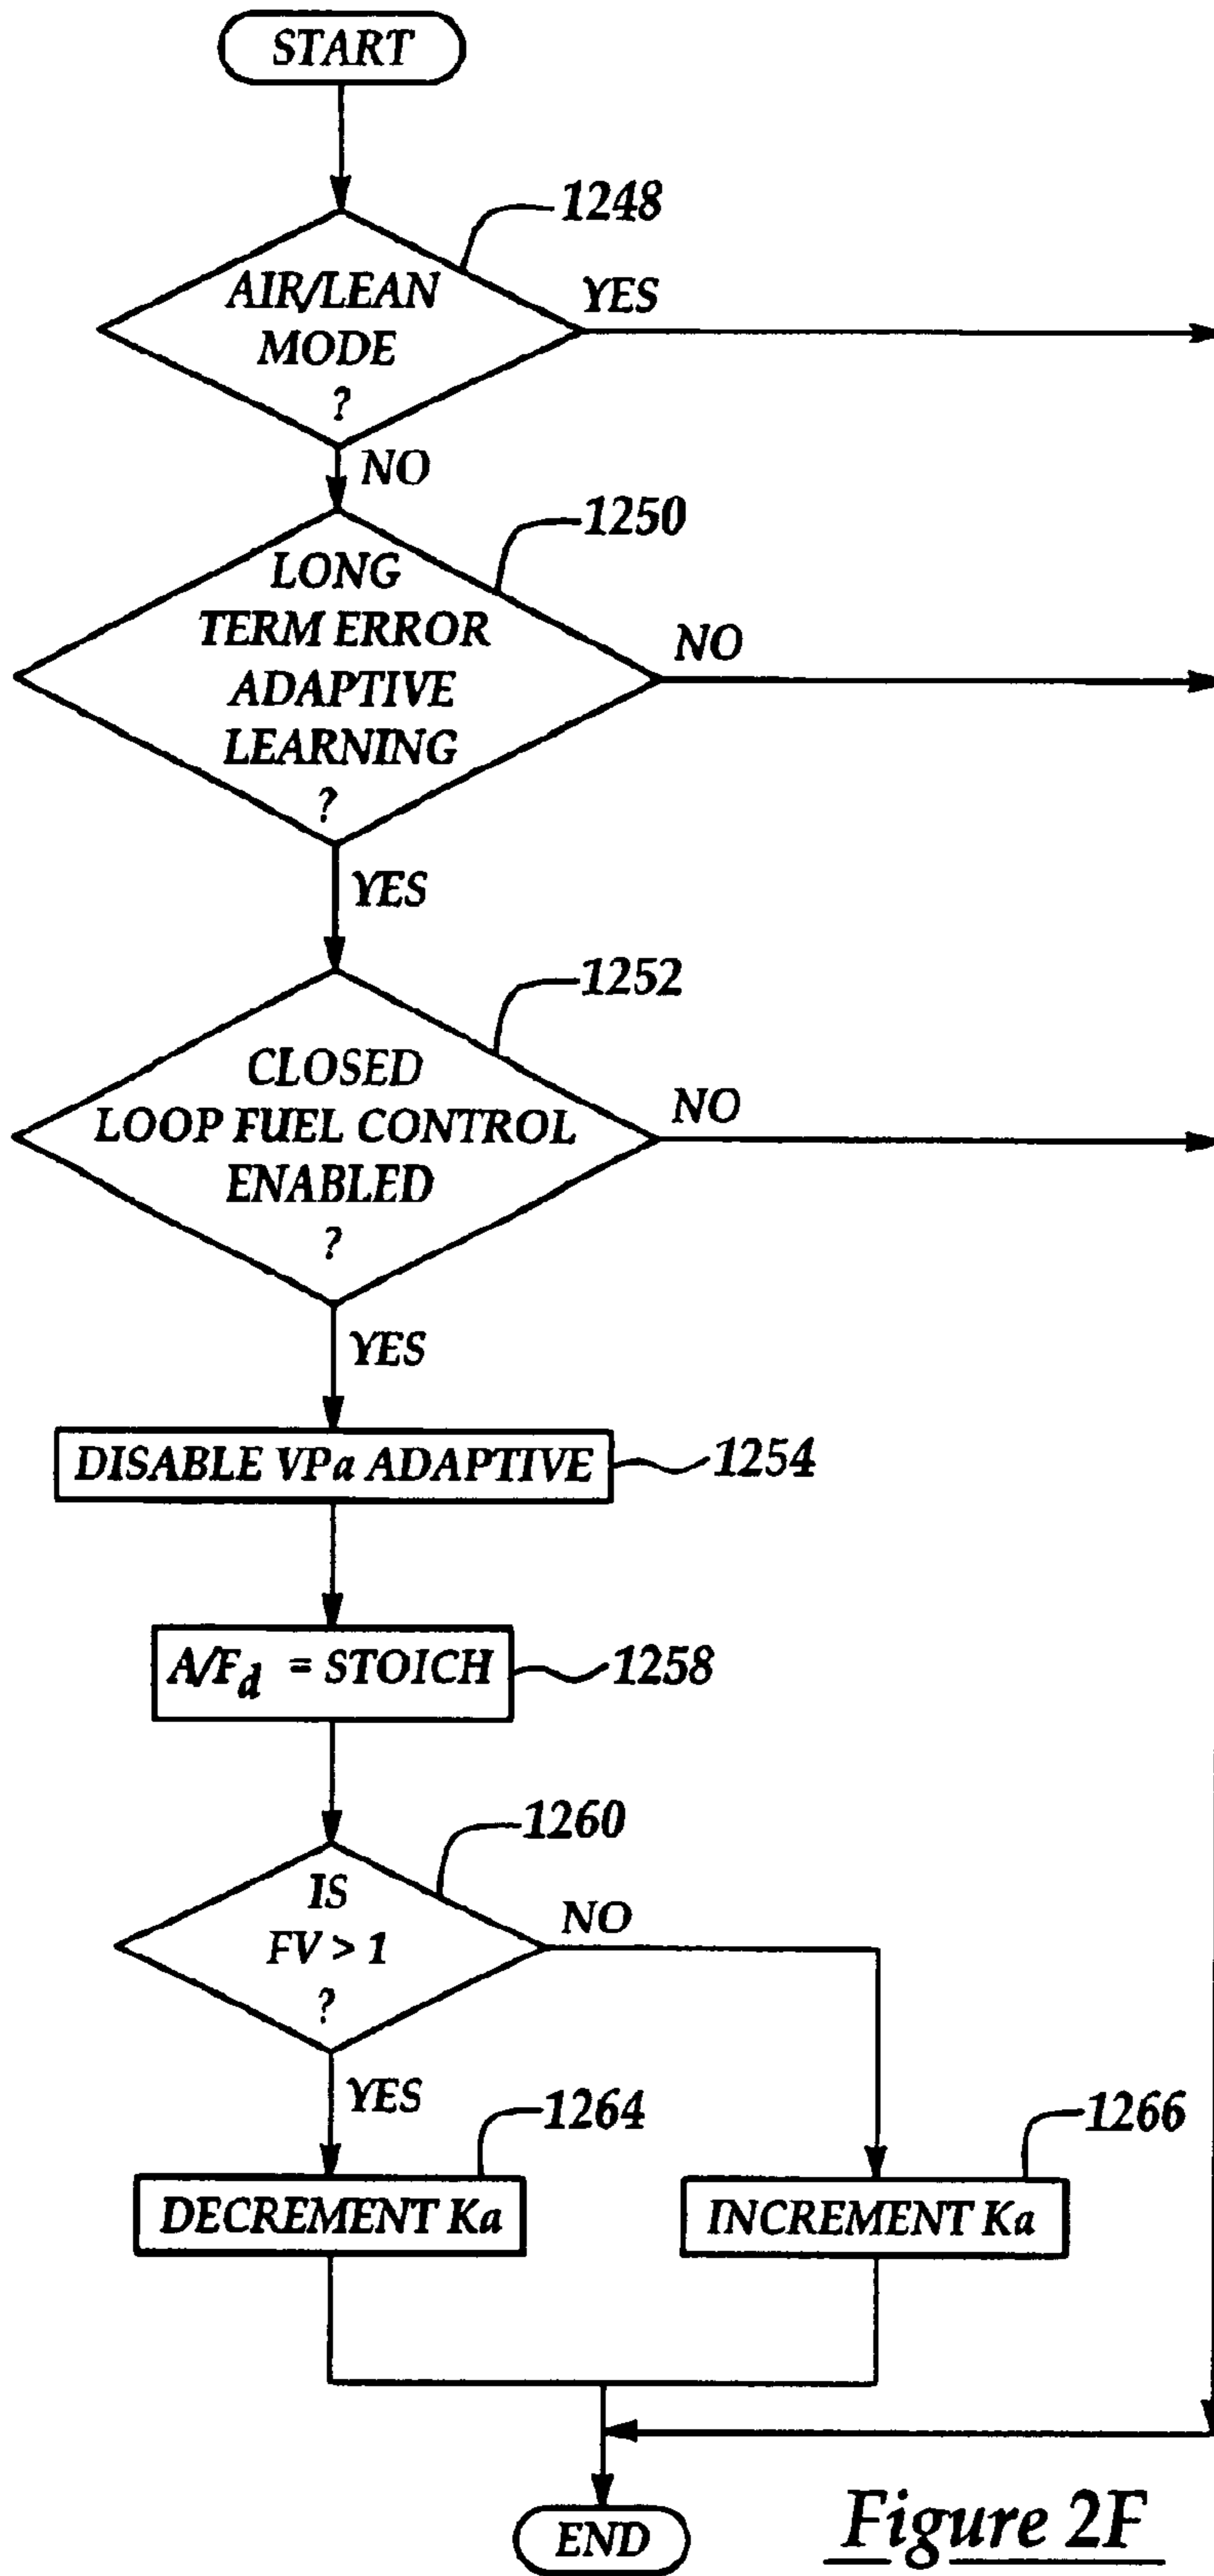 START
1248
AIR/LEAN
MODE
?
YES
NO
1250
LONG
TERM ERROR
ADAPTIVE
LEARNING
?
NO
YES
1252
CLOSED
LOOP FUEL CONTROL
ENABLED
?
NO
YES
DISABLE VPa ADAPTIVE
1254
A/Fd = STOICH
1258
1260
IS
FV > 1
?
NO
YES
1264
1266
DECREMENT Ka
INCREMENT Ka
END
Figure 2F